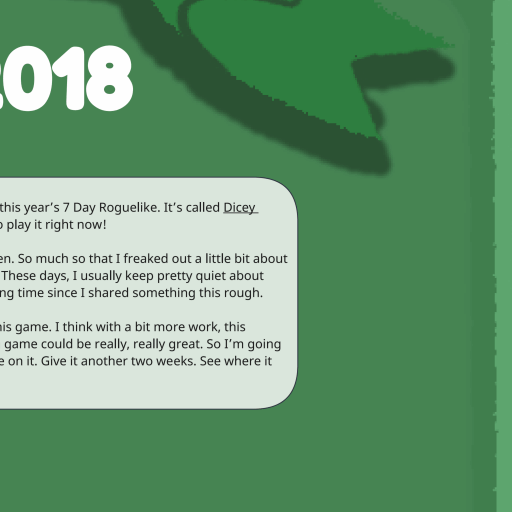 2018
this year's 7 Day Roguelike. It's called Dicey
play it right now!
So much so that I freaked out a little bit about
These days, I usually keep pretty quiet about
time since I shared something this rough.
game. I think with a bit more work, this
game could be really, really great. So I'm going
on it. Give it another two weeks. See where it